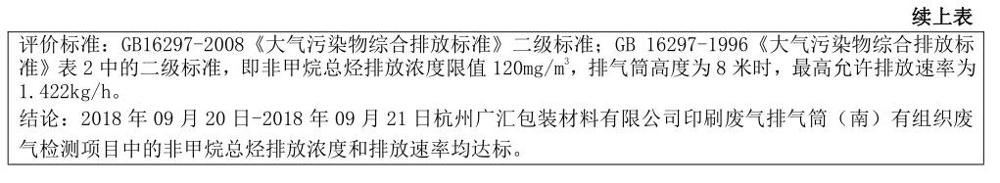 续上表
评价标准：GB16297-2008《大气污染物综合排放标准》二级标准；GB 16297-1996《大气污染物综合排放标
准》表 2 中的二级标准，即非甲烷总烃排放浓度限值 120mg/m³，排气筒高度为 8 米时，最高允许排放速率为
1.422kg/h。
结论：2018 年 09 月 20 日-2018 年 09 月 21 日杭州广汇包装材料有限公司印刷废气排气筒（南）有组织废
气检测项目中的非甲烷总烃排放浓度和排放速率均达标。